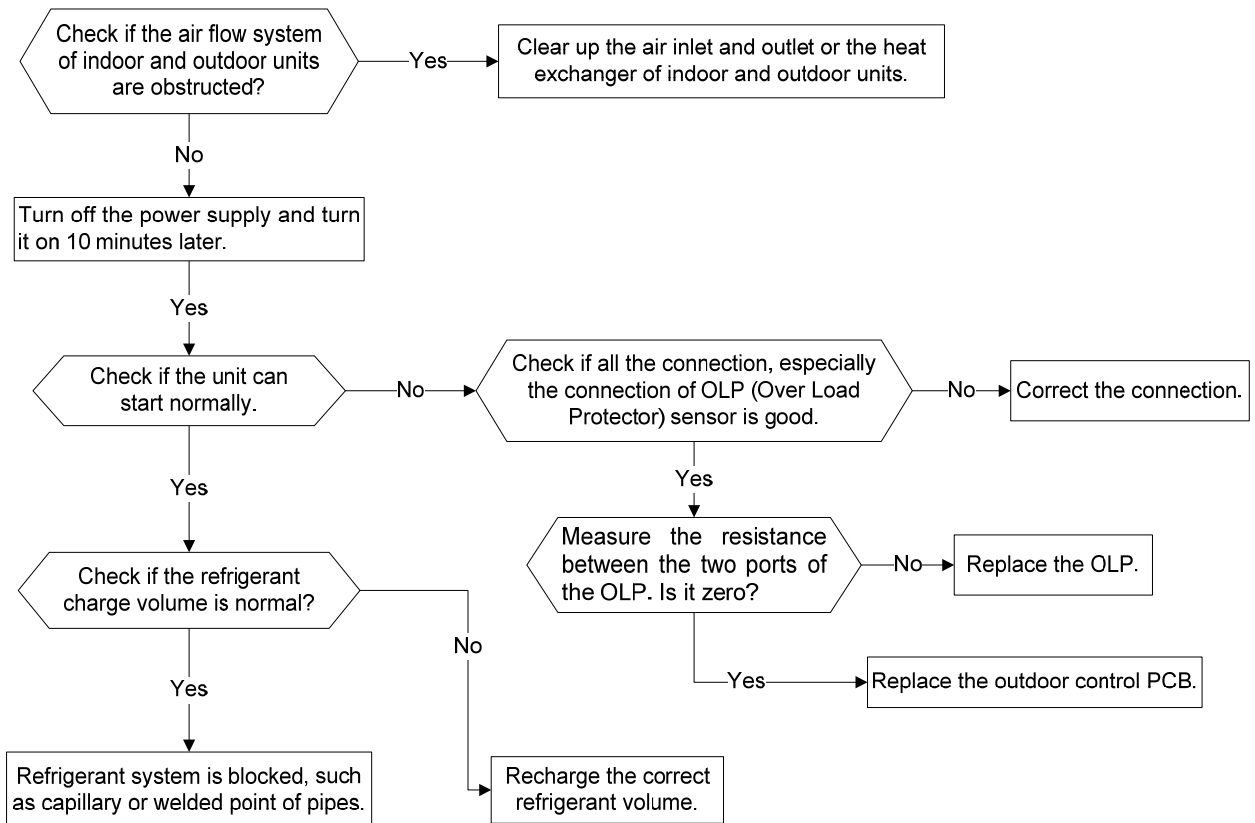 Check if the air flow system
of indoor and outdoor units
are obstructed?
Yes
Clear up the air inlet and outlet or the heat
exchanger of indoor and outdoor units.
No
Turn off the power supply and turn
it on 10 minutes later.
Yes
Check if the unit can
start normally.
No
Check if all the connection, especially
the connection of OLP (Over Load
Protector) sensor is good.
No
Correct the connection.
Yes
Yes
Measure the resistance
between the two ports of
the OLP. Is it zero?
No
Replace the OLP.
Check if the refrigerant
charge volume is normal?
No
Yes
Yes
Replace the outdoor control PCB.
Refrigerant system is blocked, such
as capillary or welded point of pipes.
Recharge the correct
refrigerant volume.